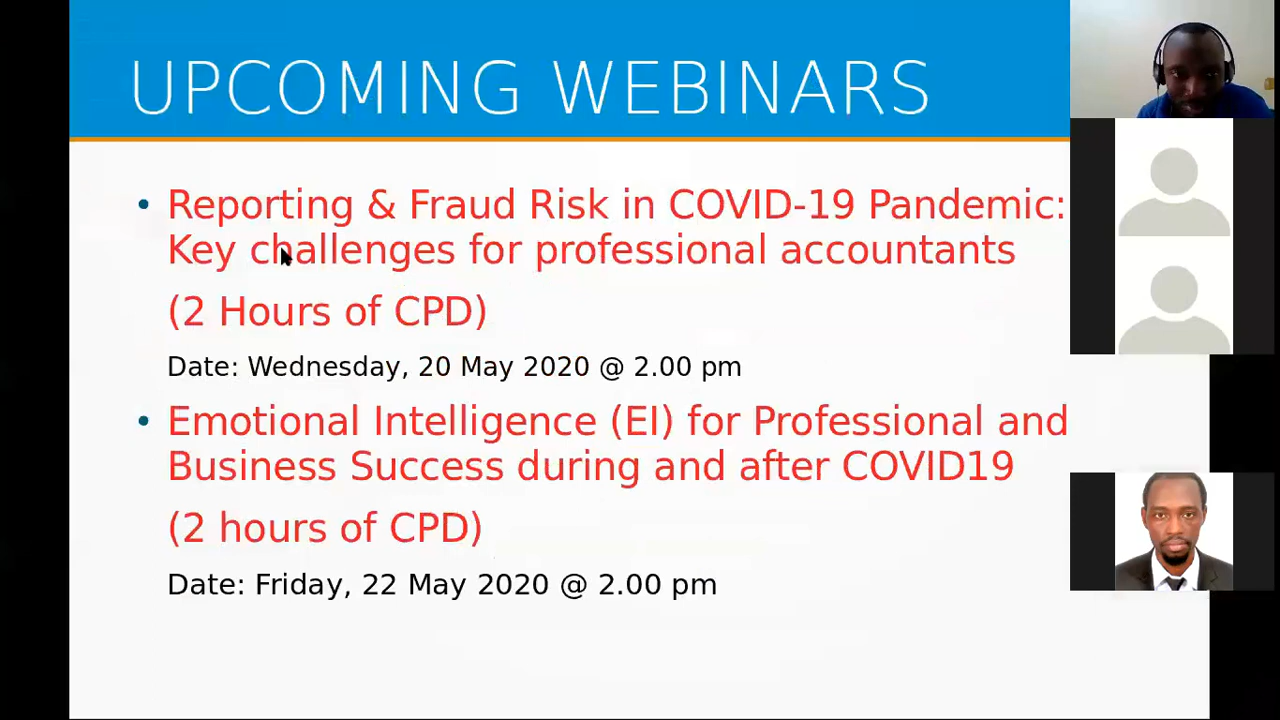 UPCOMING WEBINARS
• Reporting & Fraud Risk in COVID-19 Pandemic:
Key challenges for professional accountants
(2 Hours of CPD)
Date: Wednesday, 20 May 2020 @ 2.00 pm
• Emotional Intelligence (EI) for Professional and
Business Success during and after COVID19
(2 hours of CPD)
Date: Friday, 22 May 2020 @ 2.00 pm